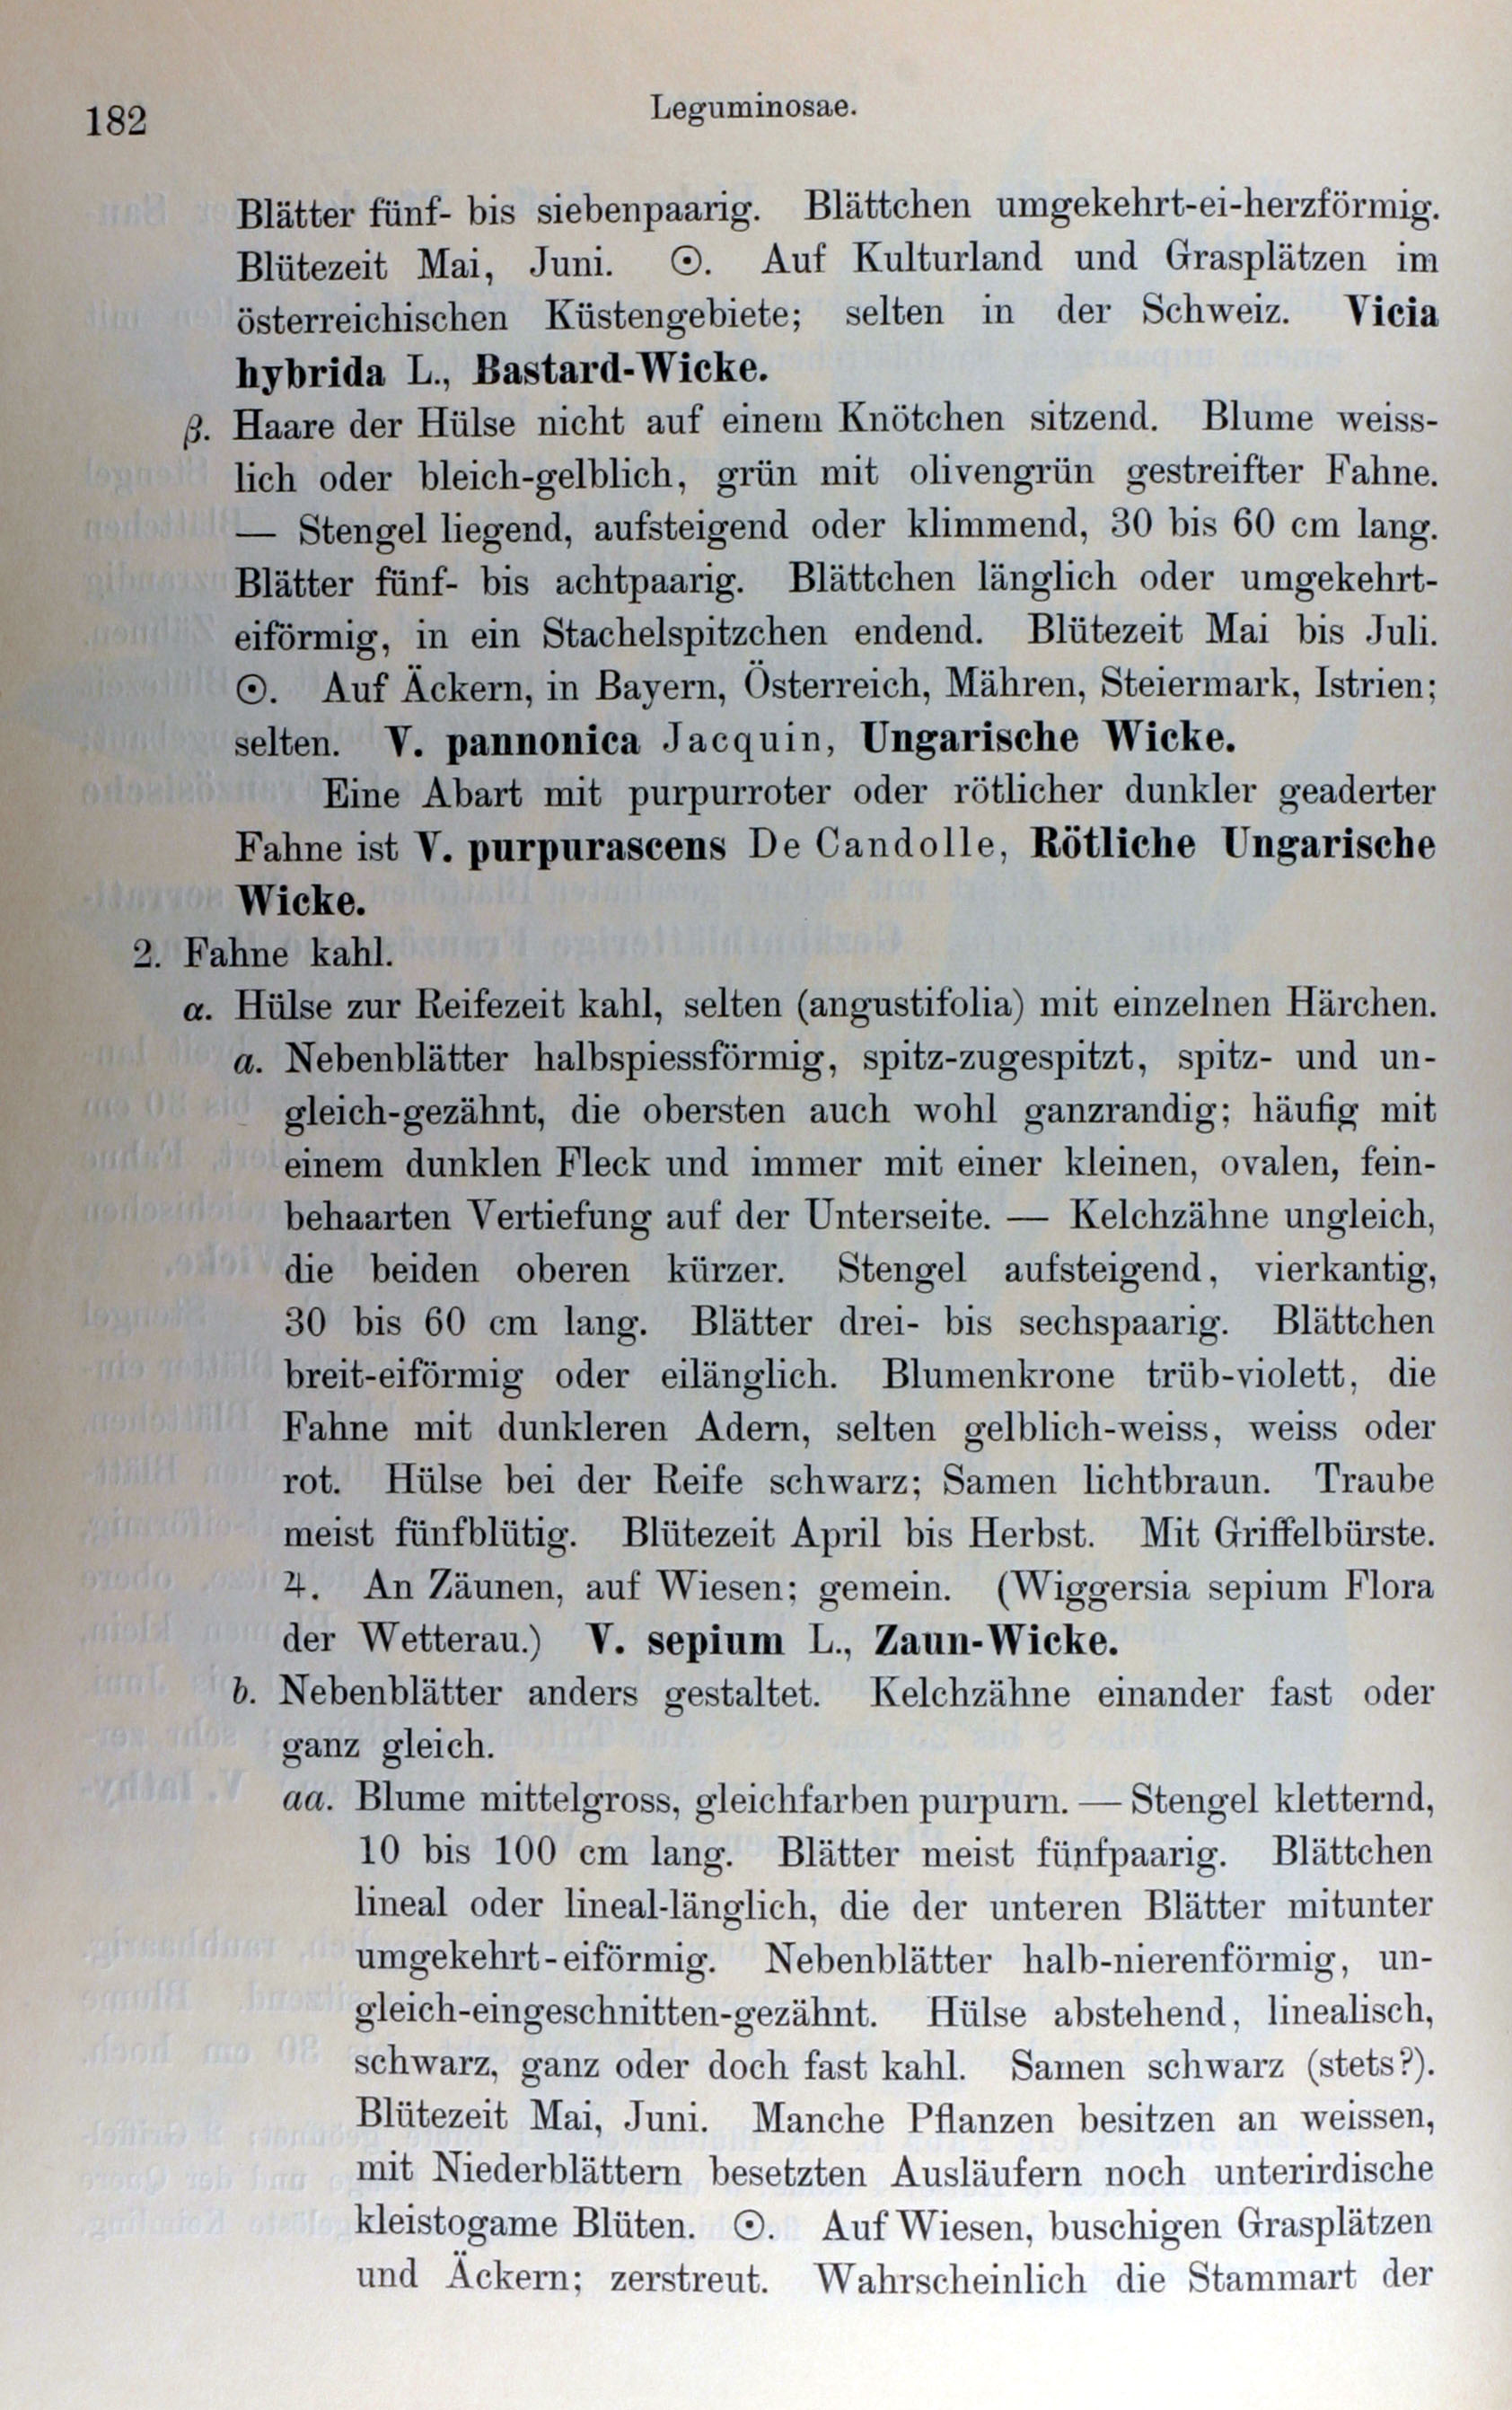 182
Leguminosae.
Blätter fünf- bis siebenpaarig. Blättchen umgekehrt-ei-herzförmig.
Blütezeit Mai, Juni. ⊙. Auf Kulturland und Grasplätzen im
österreichischen Küstengebiete; selten in der Schweiz. Vicia
hybrida L., Bastard-Wicke.
β. Haare der Hülse nicht auf einem Knötchen sitzend. Blume weiss-
lich oder bleich-gelblich, grün mit olivengrün gestreifter Fahne.
— Stengel liegend, aufsteigend oder klimmend, 30 bis 60 cm lang.
Blätter fünf- bis achtpaarig. Blättchen länglich oder umgekehrt-
eiförmig, in ein Stachelspitzchen endend. Blütezeit Mai bis Juli.
⊙. Auf Äckern, in Bayern, Österreich, Mähren, Steiermark, Istrien;
selten. V. pannonica Jacquin, Ungarische Wicke.
Eine Abart mit purpurroter oder rötlicher dunkler geaderter
Fahne ist V. purpurascens De Candolle, Rötliche Ungarische
Wicke.
2. Fahne kahl.
α. Hülse zur Reifezeit kahl, selten (angustifolia) mit einzelnen Härchen.
a. Nebenblätter halbspiessförmig, spitz-zugespitzt, spitz- und un-
gleich-gezähnt, die obersten auch wohl ganzrandig; häufig mit
einem dunklen Fleck und immer mit einer kleinen, ovalen, fein-
behaarten Vertiefung auf der Unterseite. — Kelchzähne ungleich,
die beiden oberen kürzer. Stengel aufsteigend, vierkantig,
30 bis 60 cm lang. Blätter drei- bis sechspaarig. Blättchen
breit-eiförmig oder eilänglich. Blumenkrone trüb-violett, die
Fahne mit dunkleren Adern, selten gelblich-weiss, weiss oder
rot. Hülse bei der Reife schwarz; Samen lichtbraun. Traube
meist fünfblütig. Blütezeit April bis Herbst. Mit Griffelbürste.
♃. An Zäunen, auf Wiesen; gemein. (Wiggersia sepium Flora
der Wetterau.) V. sepium L., Zaun-Wicke.
b. Nebenblätter anders gestaltet. Kelchzähne einander fast oder
ganz gleich.
aa. Blume mittelgross, gleichfarben purpurn. — Stengel kletternd,
10 bis 100 cm lang. Blätter meist fünfpaarig. Blättchen
lineal oder lineal-länglich, die der unteren Blätter mitunter
umgekehrt-eiförmig. Nebenblätter halb-nierenförmig, un-
gleich-eingeschnitten-gezähnt. Hülse abstehend, linealisch,
schwarz, ganz oder doch fast kahl. Samen schwarz (stets?).
Blütezeit Mai, Juni. Manche Pflanzen besitzen an weissen,
mit Niederblättern besetzten Ausläufern noch unterirdische
kleistogame Blüten. ⊙. Auf Wiesen, buschigen Grasplätzen
und Äckern; zerstreut. Wahrscheinlich die Stammart der